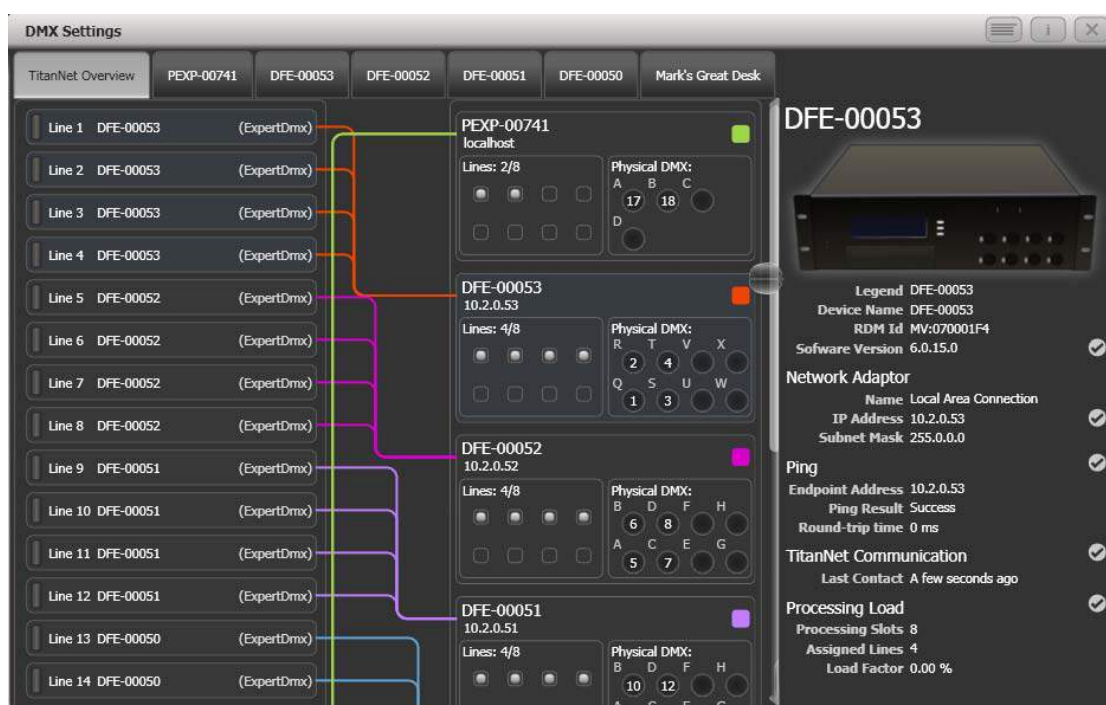 DMX Settings
i
TitanNet Overview PEXP-00741 DFE-00053 DFE-00052 DFE-00051 DFE-00050 Mark's Great Desk
Line 1 DFE-00053 (ExpertDmx)
Line 2 DFE-00053 (ExpertDmx)
Line 3 DFE-00053 (ExpertDmx)
Line 4 DFE-00053 (ExpertDmx)
Line 5 DFE-00052 (ExpertDmx)
Line 6 DFE-00052 (ExpertDmx)
Line 7 DFE-00052 (ExpertDmx)
Line 8 DFE-00052 (ExpertDmx)
Line 9 DFE-00051 (ExpertDmx)
Line 10 DFE-00051 (ExpertDmx)
Line 11 DFE-00051 (ExpertDmx)
Line 12 DFE-00051 (ExpertDmx)
Line 13 DFE-00050 (ExpertDmx)
Line 14 DFE-00050 (ExpertDmx)
PEXP-00741
localhost
Lines: 2/8 Physical DMX:
A B C
17 18
D
DFE-00053
10.2.0.53
Lines: 4/8 Physical DMX:
R T V X
2 4
Q S U W
1 3
DFE-00052
10.2.0.52
Lines: 4/8 Physical DMX:
B D F H
6 8
A C E G
5 7
DFE-00051
10.2.0.51
Lines: 4/8 Physical DMX:
B D F H
10 12
A C E G
DFE-00053
Legend DFE-00053
Device Name DFE-00053
RDM Id MV:070001F4
Sofware Version 6.0.15.0
Network Adaptor
Name Local Area Connection
IP Address 10.2.0.53
Subnet Mask 255.0.0.0
Ping
Endpoint Address 10.2.0.53
Ping Result Success
Round-trip time 0 ms
TitanNet Communication
Last Contact A few seconds ago
Processing Load
Processing Slots 8
Assigned Lines 4
Load Factor 0.00 %